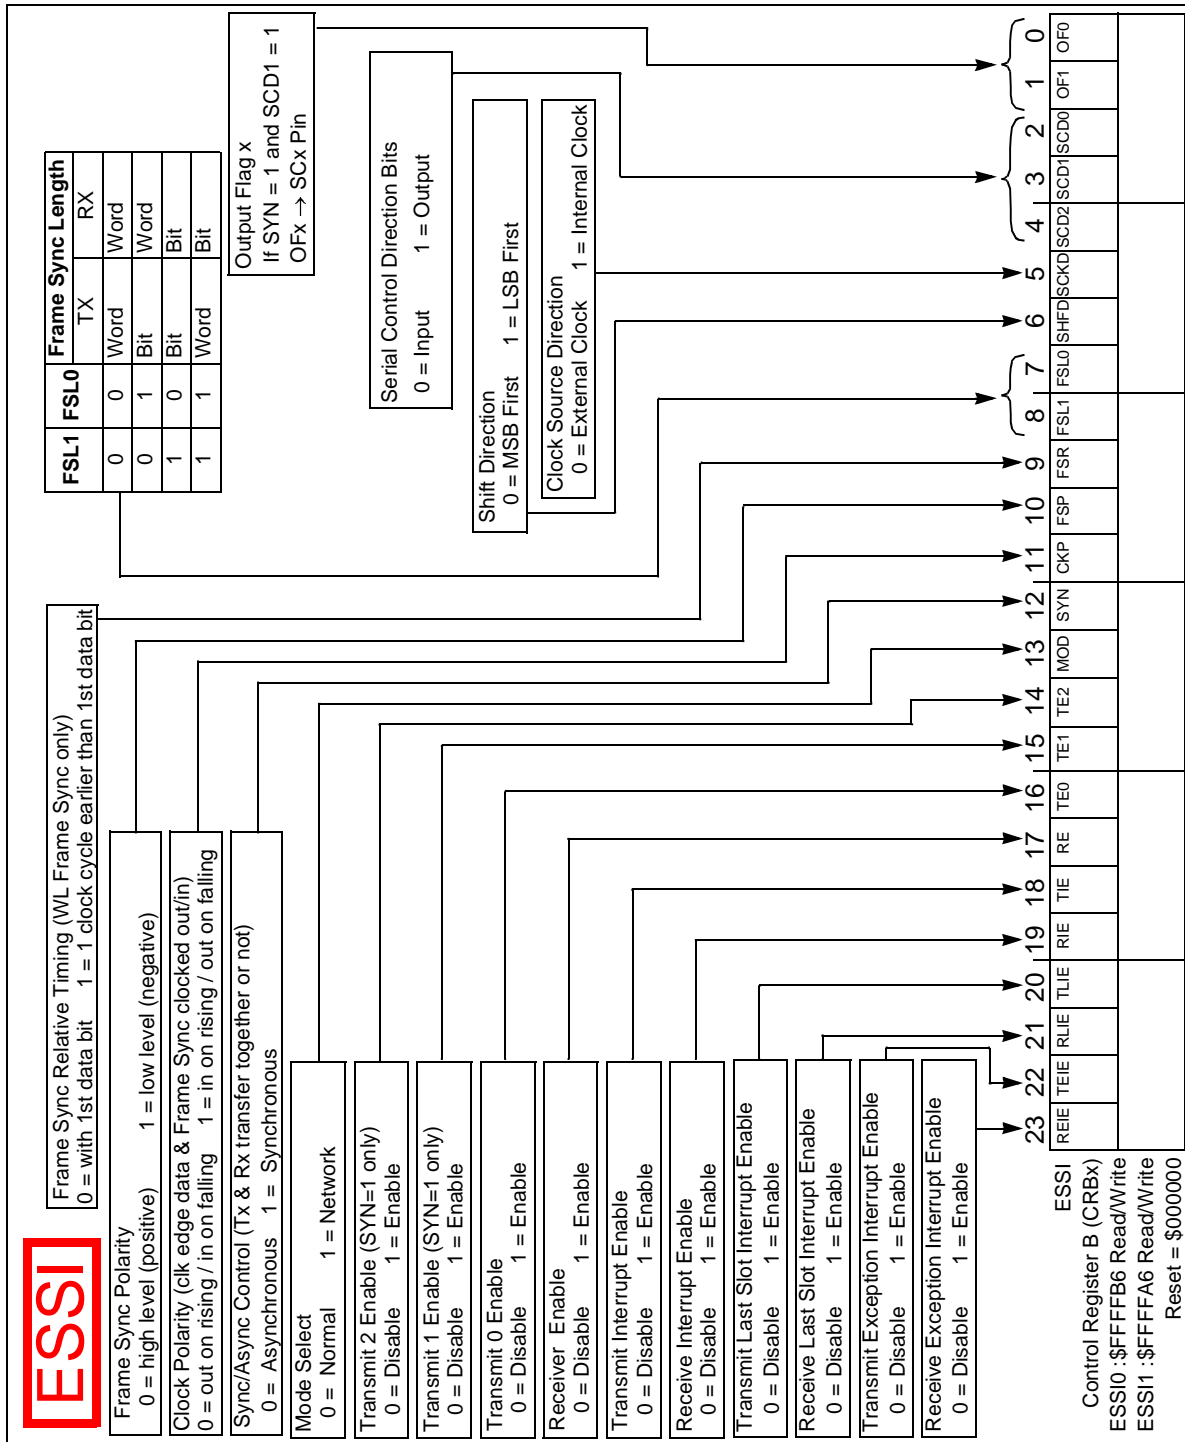 ESSI
Frame Sync Relative Timing (WL Frame Sync only)
0 = with 1st data bit 1 = 1 clock cycle earlier than 1st data bit
Frame Sync Polarity
0 = high level (positive) 1 = low level (negative)
Clock Polarity (clk edge data & Frame Sync clocked out/in)
0 = out on rising / in on falling 1 = in on rising / out on falling
Sync/Async Control (Tx & Rx transfer together or not)
0 = Asynchronous 1 = Synchronous
Mode Select
0 = Normal 1 = Network
Transmit 2 Enable (SYN=1 only)
0 = Disable 1 = Enable
Transmit 1 Enable (SYN=1 only)
0 = Disable 1 = Enable
Transmit 0 Enable
0 = Disable 1 = Enable
Receiver Enable
0 = Disable 1 = Enable
Transmit Interrupt Enable
0 = Disable 1 = Enable
Receive Interrupt Enable
0 = Disable 1 = Enable
Transmit Last Slot Interrupt Enable
0 = Disable 1 = Enable
Receive Last Slot Interrupt Enable
0 = Disable 1 = Enable
Transmit Exception Interrupt Enable
0 = Disable 1 = Enable
Receive Exception Interrupt Enable
0 = Disable 1 = Enable
FSL1 FSL0 Frame Sync Length
TX RX
0 0 Word Word
0 1 Bit Word
1 0 Bit Bit
1 1 Word Bit
Output Flag x
If SYN = 1 and SCD1 = 1
OFx → SCx Pin
Serial Control Direction Bits
0 = Input 1 = Output
Shift Direction
0 = MSB First 1 = LSB First
Clock Source Direction
0 = External Clock 1 = Internal Clock
23 22 21 20 19 18 17 16 15 14 13 12 11 10 9 8 7 6 5 4 3 2 1 0
REIE TEIE RLIE TLIE RIE TIE RE TE0 TE1 TE2 MOD SYN CKP FSP FSR FSL1 FSL0 SHFD SCKD SCD2 SCD1 SCD0 OF1 OF0
ESSI
Control Register B (CRBx)
ESSI0 :$FFFFB6 Read/Write
ESSI1 :$FFFFA6 Read/Write
Reset = $000000